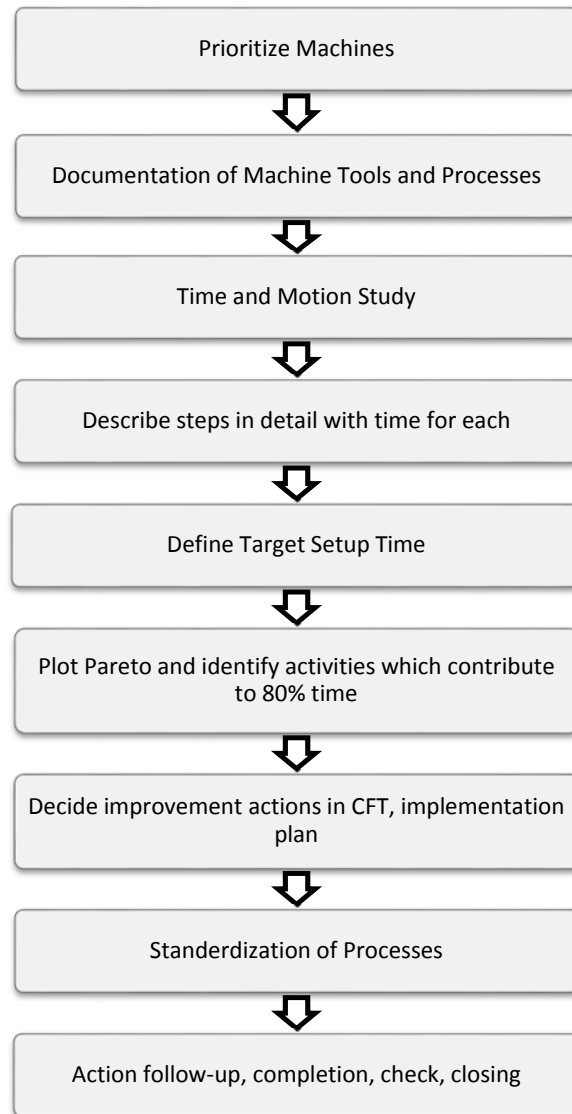 Prioritize Machines
Documentation of Machine Tools and Processes
Time and Motion Study
Describe steps in detail with time for each
Define Target Setup Time
Plot Pareto and identify activities which contribute
to 80% time
Decide improvement actions in CFT, implementation
plan
Standerdization of Processes
Action follow-up, completion, check, closing